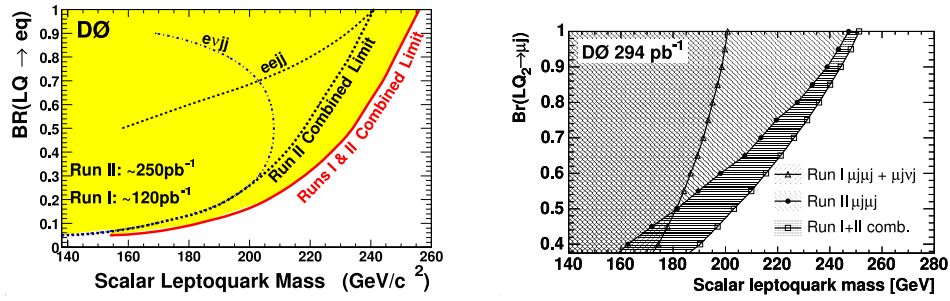 DØ
eνjj
eejj
Run II Combined Limit
Runs I & II Combined Limit
Run II: ~250pb⁻¹
Run I: ~120pb⁻¹
BR(LQ → eq)
1
0.9
0.8
0.7
0.6
0.5
0.4
0.3
0.2
0.1
0
140 160 180 200 220 240 260
Scalar Leptoquark Mass (GeV/c²)
DØ 294 pb⁻¹
Br(LQ₂→μj)
1
0.9
0.8
0.7
0.6
0.5
0.4
Run I μjμj + μjνj
Run II μjμj
Run I+II comb.
140 160 180 200 220 240 260 280
Scalar leptoquark mass [GeV]